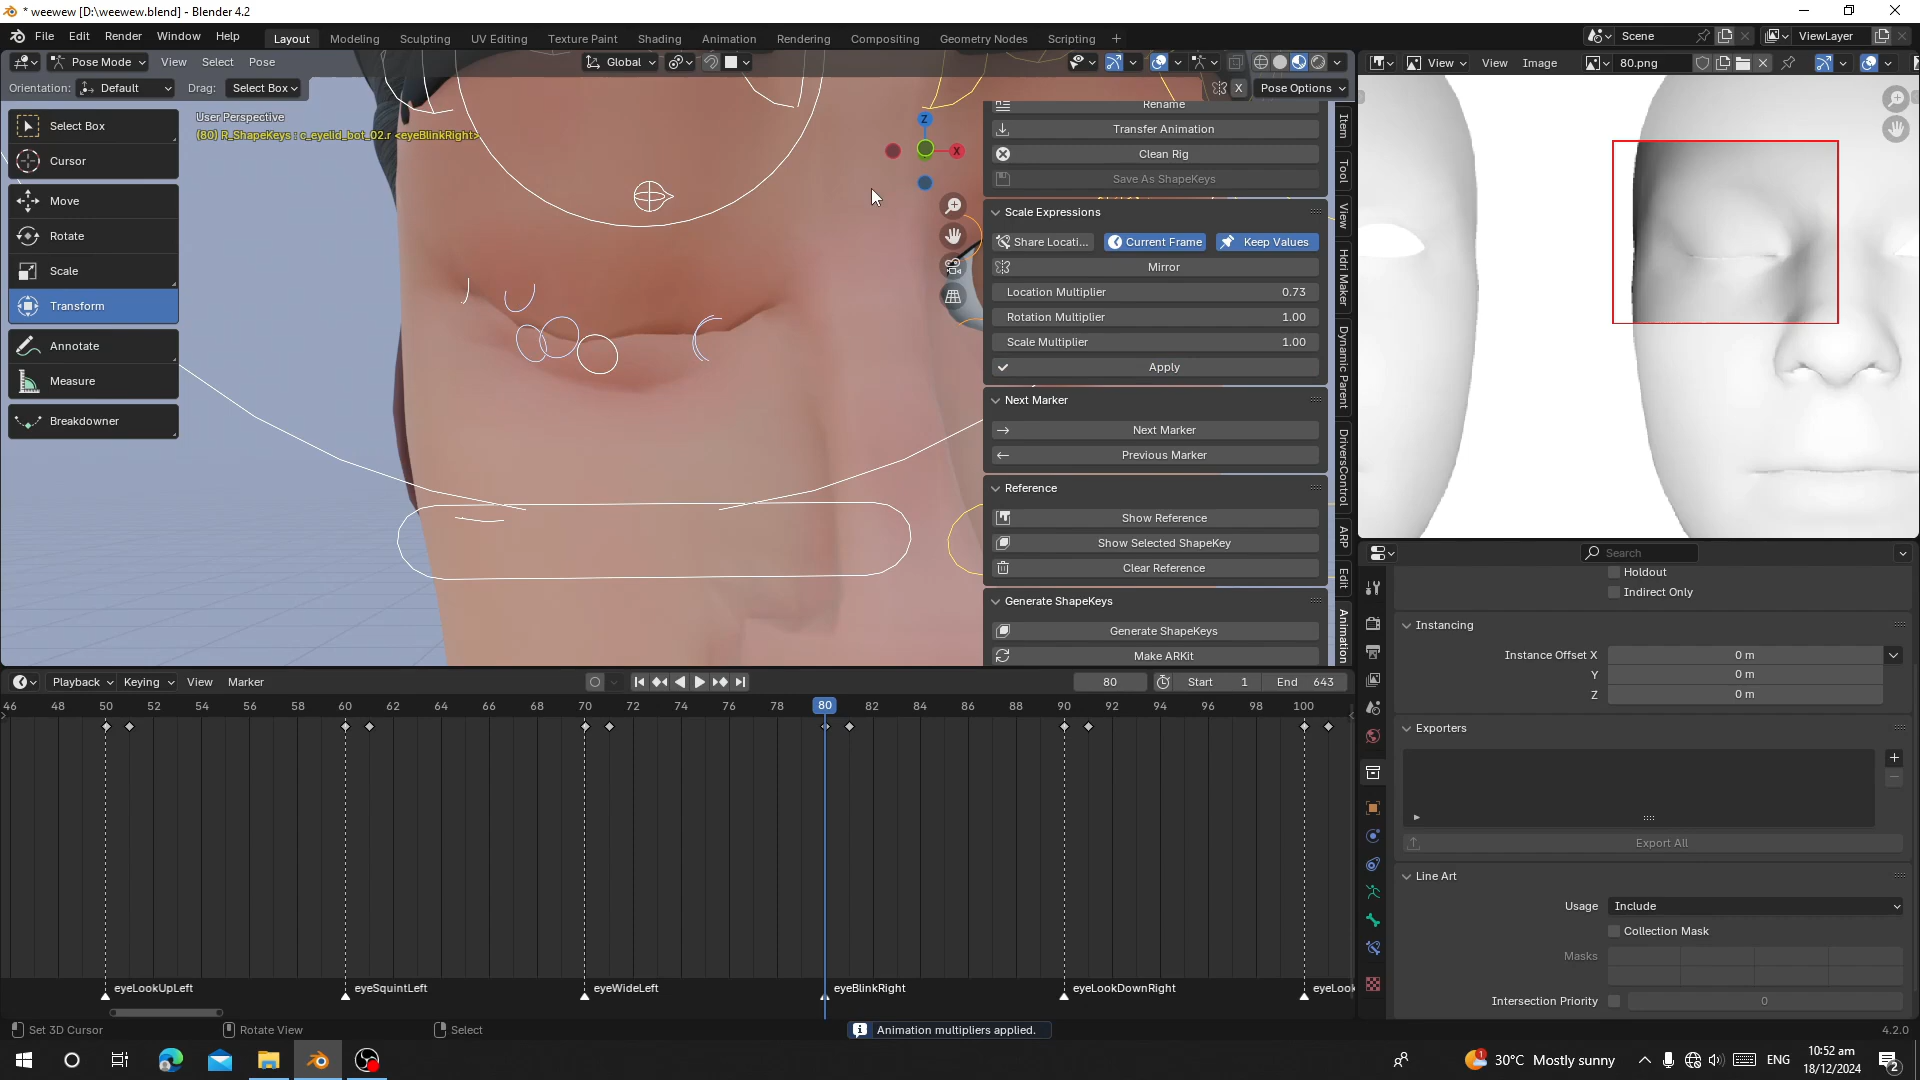 * weewew [D:\weewew.blend] - Blender 4.2
File Edit Render Window Help
Layout Modeling Sculpting UV Editing Texture Paint Shading Animation Rendering Compositing Geometry Nodes Scripting +
Scene
ViewLayer
Pose Mode View Select Pose
Global
View View Image 80.png
Orientation: Default Drag: Select Box
X Pose Options
User Perspective
(80) R_ShapeKeys : c_eyelid_bot_02.r <eyeBlinkRight>
Select Box
Cursor
Move
Rotate
Scale
Transform
Annotate
Measure
Breakdowner
Z
X
Rename
Transfer Animation
Clean Rig
Save As ShapeKeys
Scale Expressions
Share Locati... Current Frame Keep Values
Mirror
Location Multiplier 0.73
Rotation Multiplier 1.00
Scale Multiplier 1.00
Apply
Next Marker
Next Marker
Previous Marker
Reference
Show Reference
Show Selected ShapeKey
Clear Reference
Generate ShapeKeys
Generate ShapeKeys
Make ARKit
Item
Tool
View
Hdri Maker
Dynamic Parent
DriversControl
ARP
Edit
Animation
Search
Holdout
Indirect Only
Instancing
Instance Offset X 0 m
Y 0 m
Z 0 m
Exporters
Export All
Line Art
Usage Include
Collection Mask
Masks
Intersection Priority 0
Playback Keying View Marker
80 Start 1 End 643
46 48 50 52 54 56 58 60 62 64 66 68 70 72 74 76 78 80 82 84 86 88 90 92 94 96 98 100
eyeLookUpLeft eyeSquintLeft eyeWideLeft eyeBlinkRight eyeLookDownRight eyeLook
Set 3D Cursor Rotate View Select
Animation multipliers applied.
4.2.0
30°C Mostly sunny
ENG
10:52 am
18/12/2024
1
2